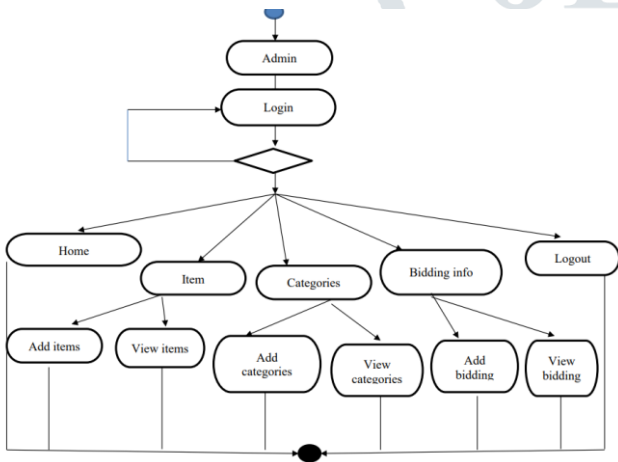 Admin
Login
Home
Logout
Item
Categories
Bidding info
Add items
View items
Add
categories
View
categories
Add
bidding
View
bidding